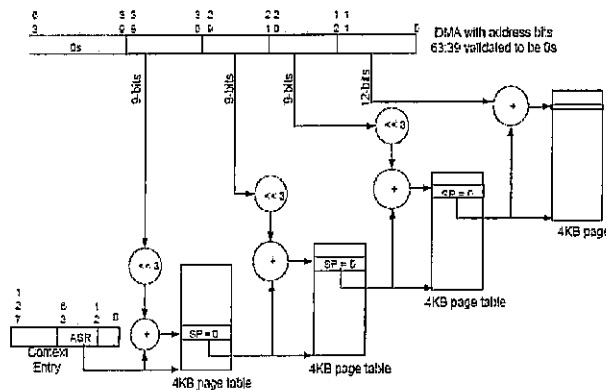 6 3 3 3 2 2 2 1 1
3 9 8 0 9 1 0 2 1 0
DMA with address bits
63:39 validated to be 0s
0s
9-bits
9-bits
9-bits
12-bits
+
<< 3
+
SP = 0
4KB page
<< 3
+
SP = 0
4KB page table
<< 3
1 6 1
2 3 2 0
7
+
SP = 0
4KB page table
ASR
Context
Entry
4KB page table